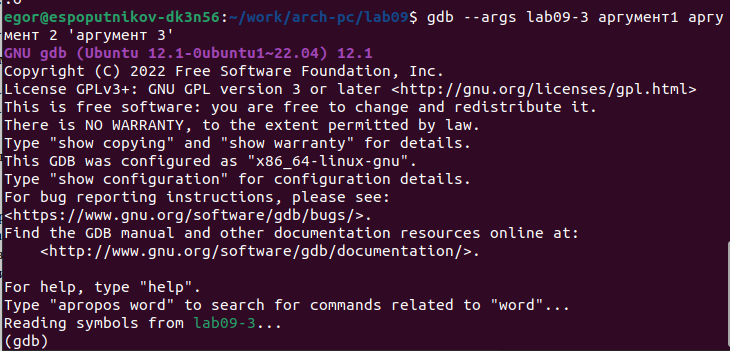 egor@espoputnikov-dk3n56:~/work/arch-pc/lab09$ gdb --args lab09-3 аргумент1 аргу
мент 2 'аргумент 3'
GNU gdb (Ubuntu 12.1-0ubuntu1~22.04) 12.1
Copyright (C) 2022 Free Software Foundation, Inc.
License GPLv3+: GNU GPL version 3 or later <http://gnu.org/licenses/gpl.html>
This is free software: you are free to change and redistribute it.
There is NO WARRANTY, to the extent permitted by law.
Type "show copying" and "show warranty" for details.
This GDB was configured as "x86_64-linux-gnu".
Type "show configuration" for configuration details.
For bug reporting instructions, please see:
<https://www.gnu.org/software/gdb/bugs/>.
Find the GDB manual and other documentation resources online at:
    <http://www.gnu.org/software/gdb/documentation/>.

For help, type "help".
Type "apropos word" to search for commands related to "word"...
Reading symbols from lab09-3...
(gdb)